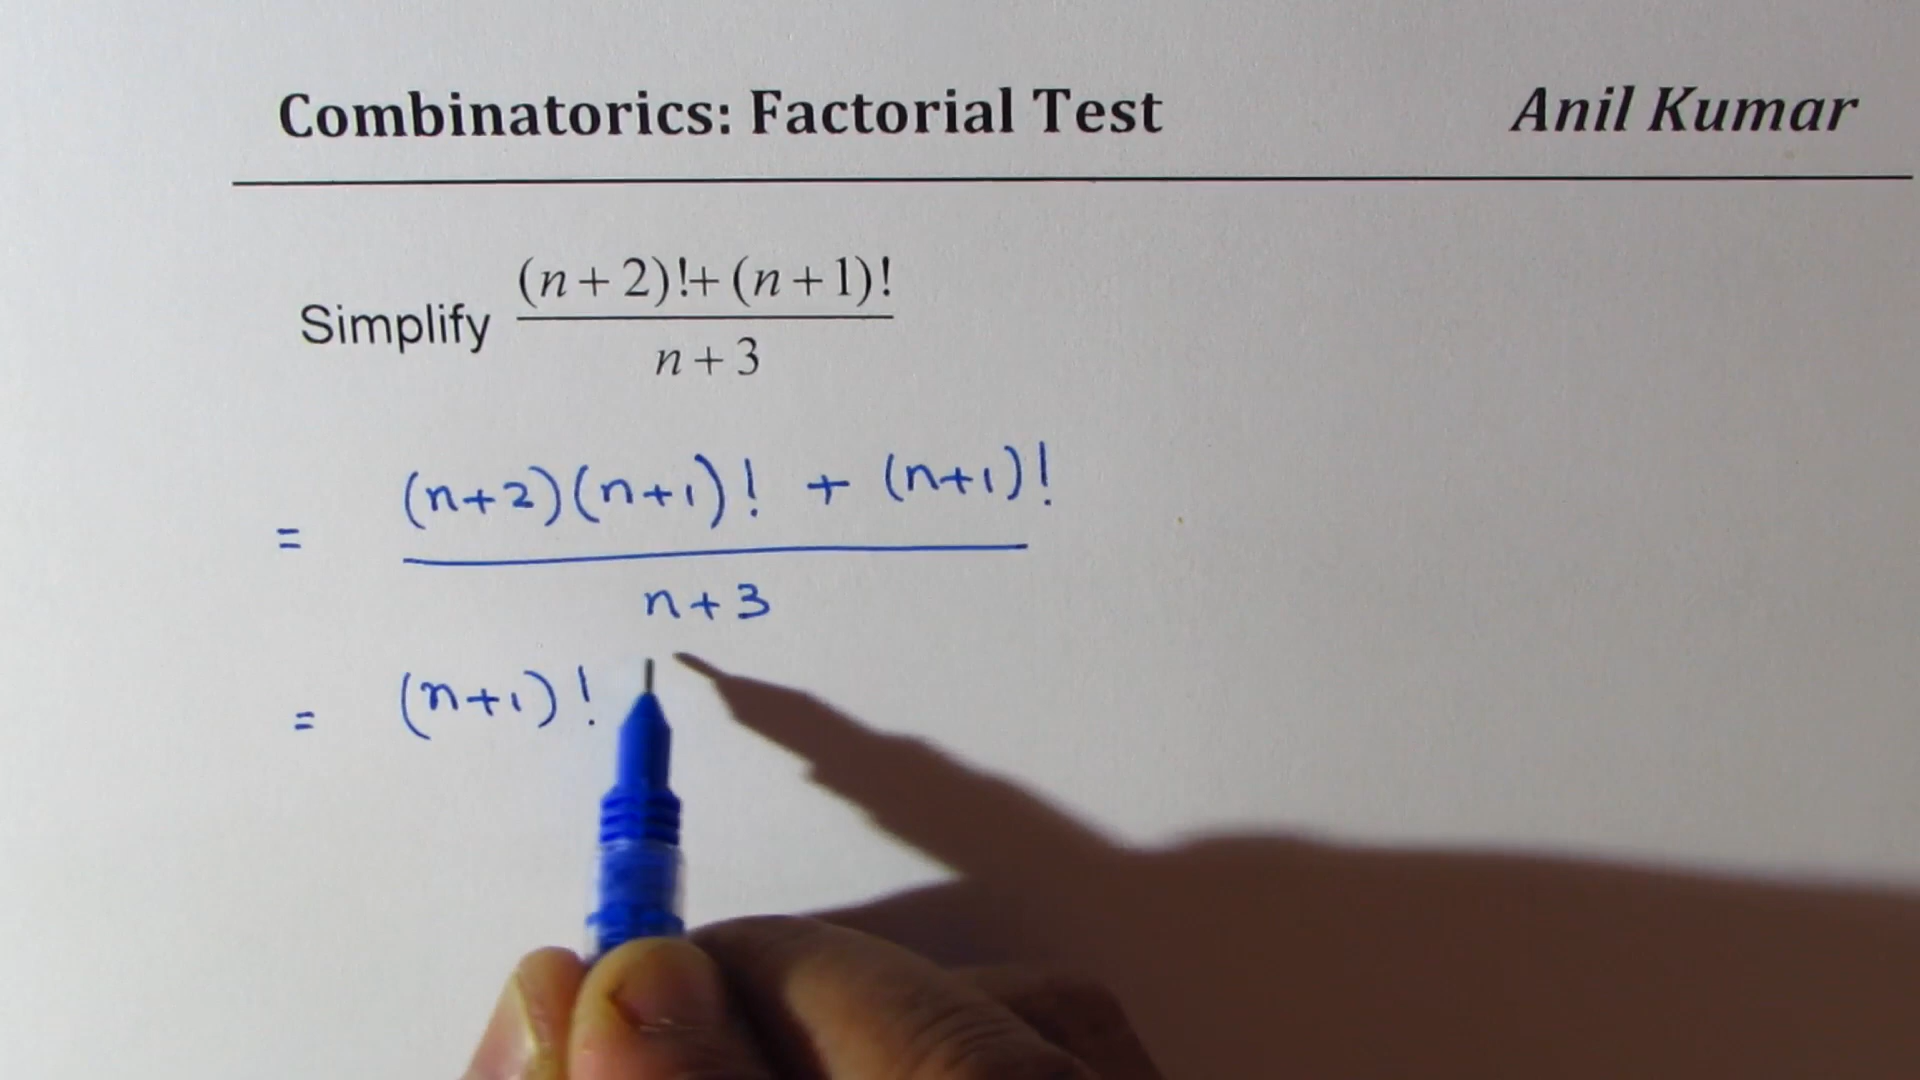 Combinatorics: Factorial Test Anil Kumar
Simplify (n+2)!+(n+1)! / n+3
= (n+2)(n+1)! + (n+1)! / n+3
= (n+1)!